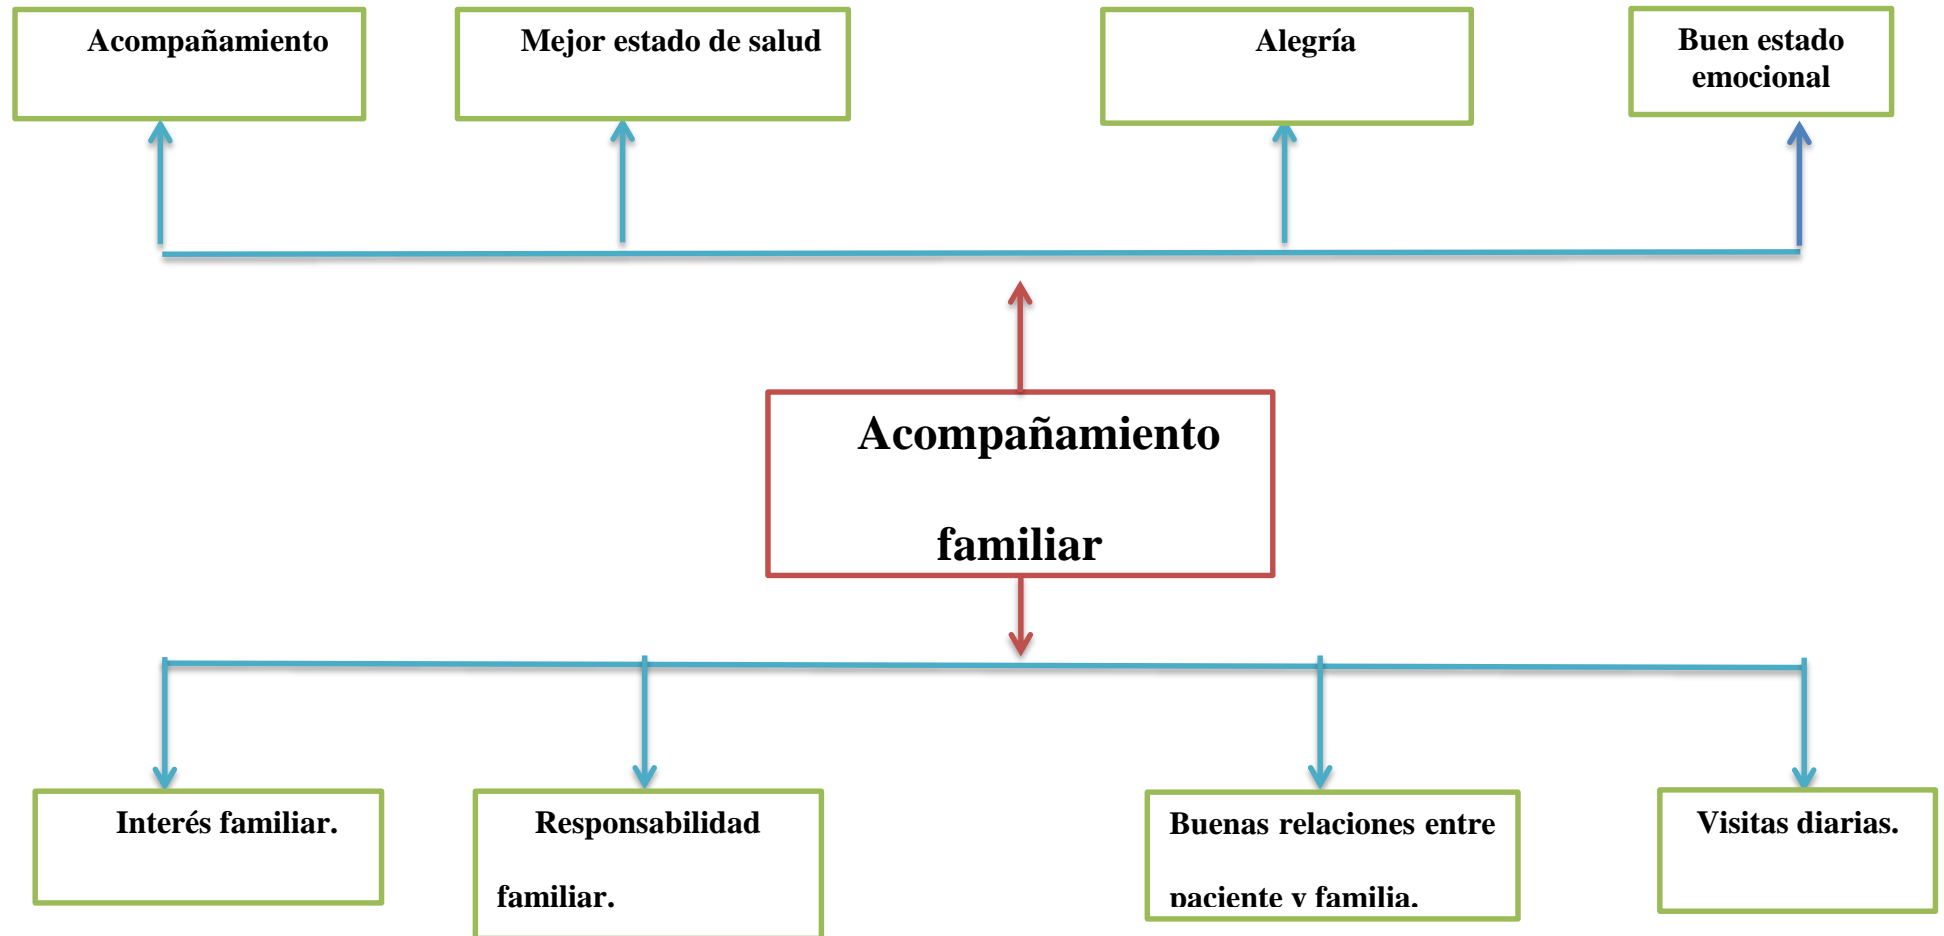 Acompañamiento
Mejor estado de salud
Alegría
Buen estado
emocional
Acompañamiento
familiar
Interés familiar.
Responsabilidad
familiar.
Buenas relaciones entre
paciente y familia.
Visitas diarias.